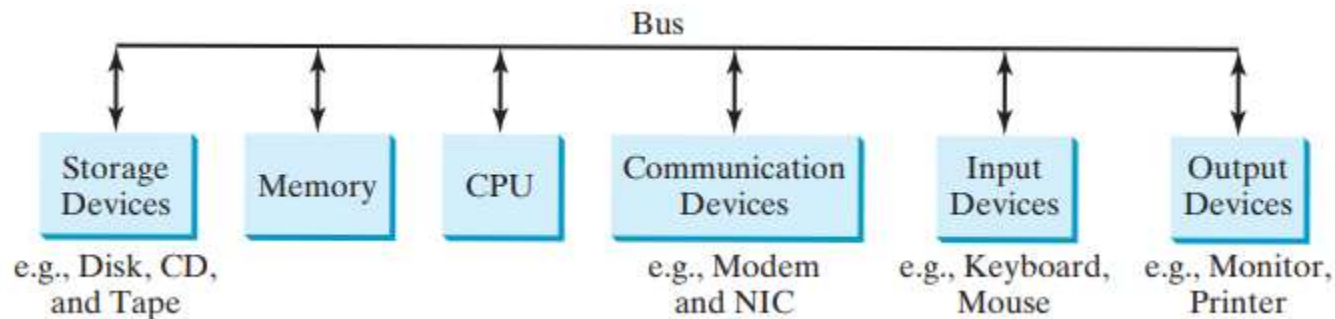 Bus
Storage
Devices
Memory
CPU
Communication
Devices
Input
Devices
Output
Devices
e.g., Disk, CD,
and Tape
e.g., Modem
and NIC
e.g., Keyboard,
Mouse
e.g., Monitor,
Printer